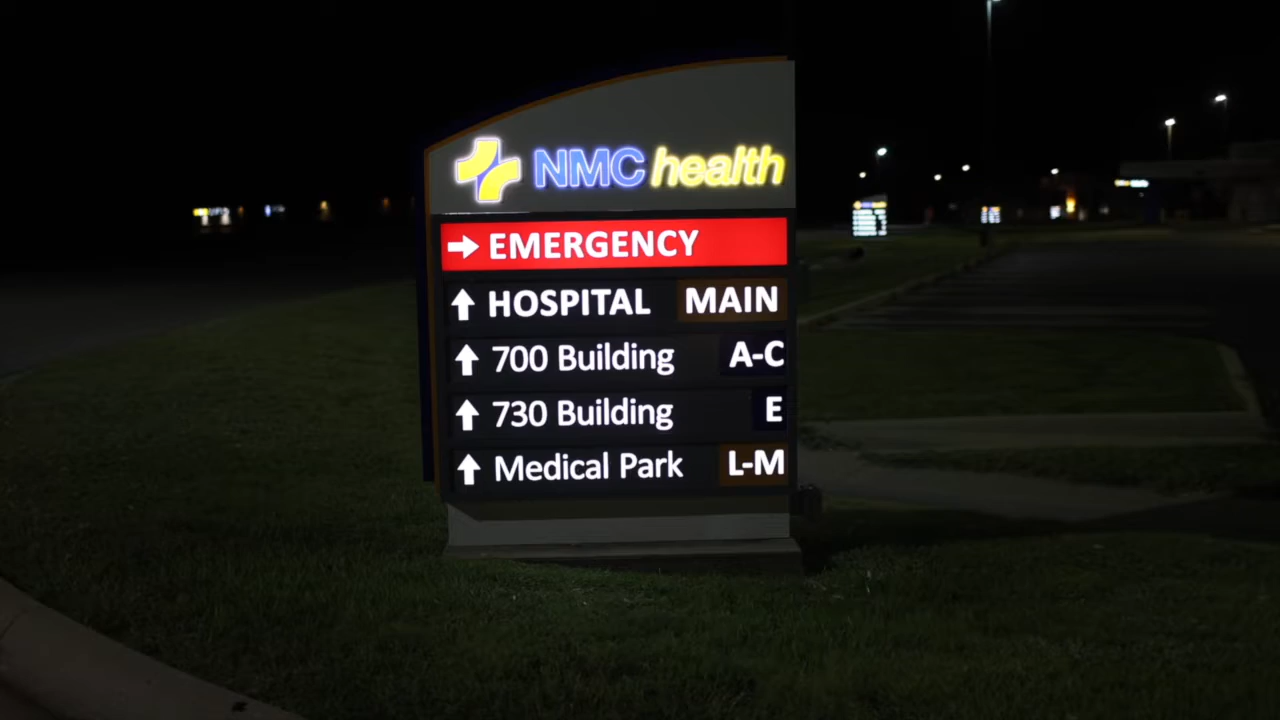 NMC health
EMERGENCY
HOSPITAL MAIN
700 Building A-C
730 Building E
Medical Park L-M